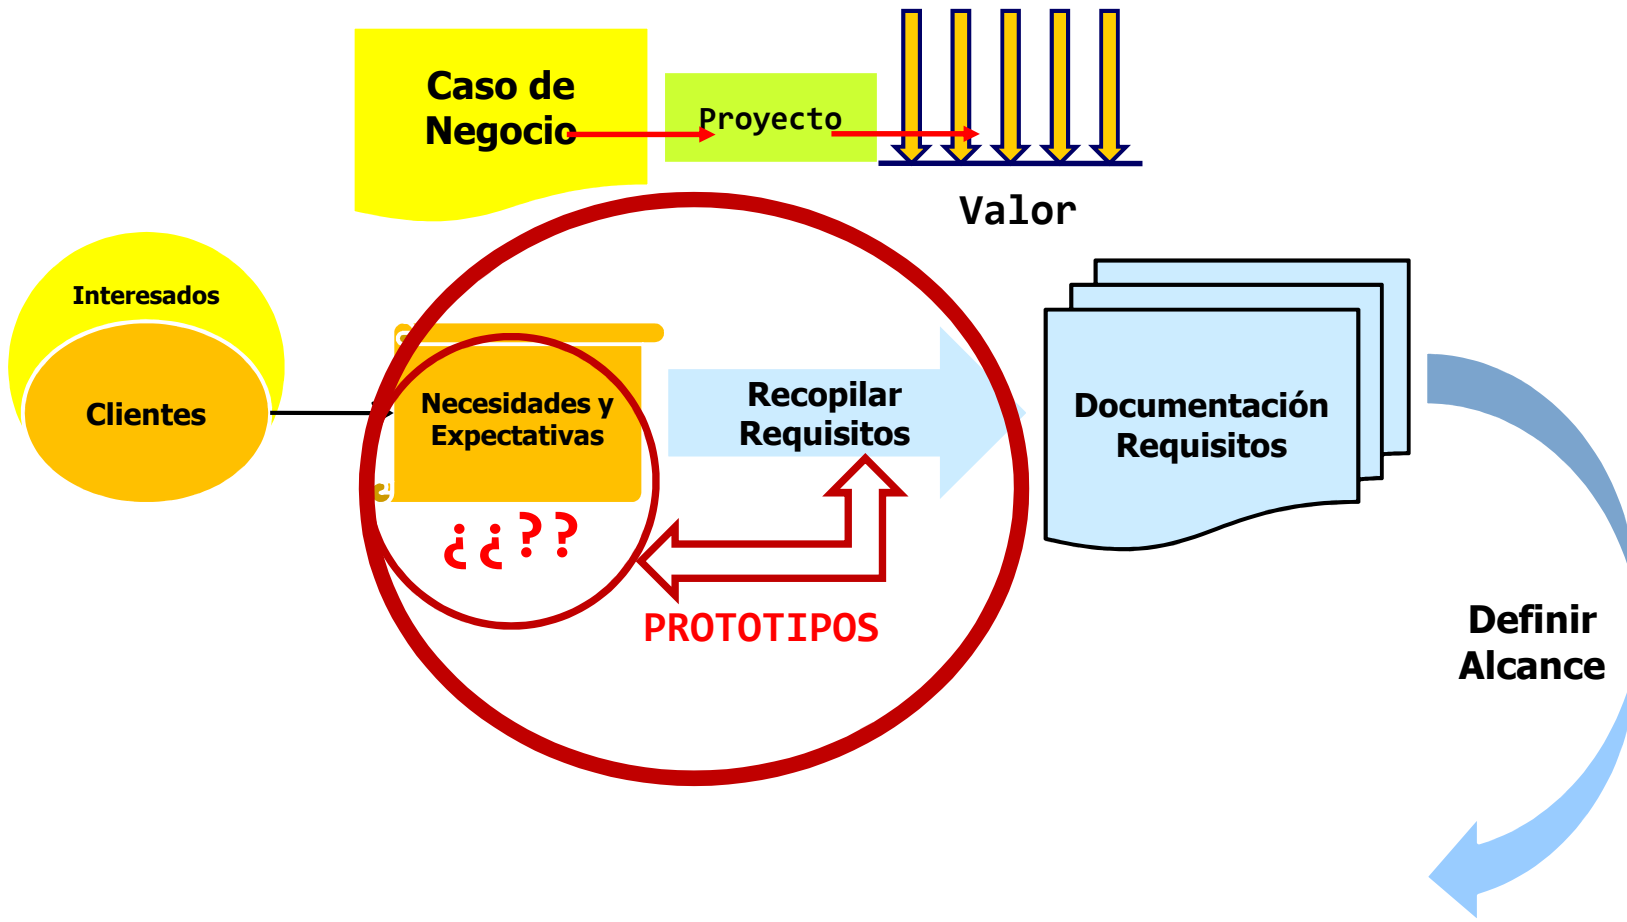 Caso de
Negocio
Proyecto
Valor
Interesados
Clientes
Necesidades y
Expectativas
¿¿??
Recopilar
Requisitos
PROTOTIPOS
Documentación
Requisitos
Definir
Alcance